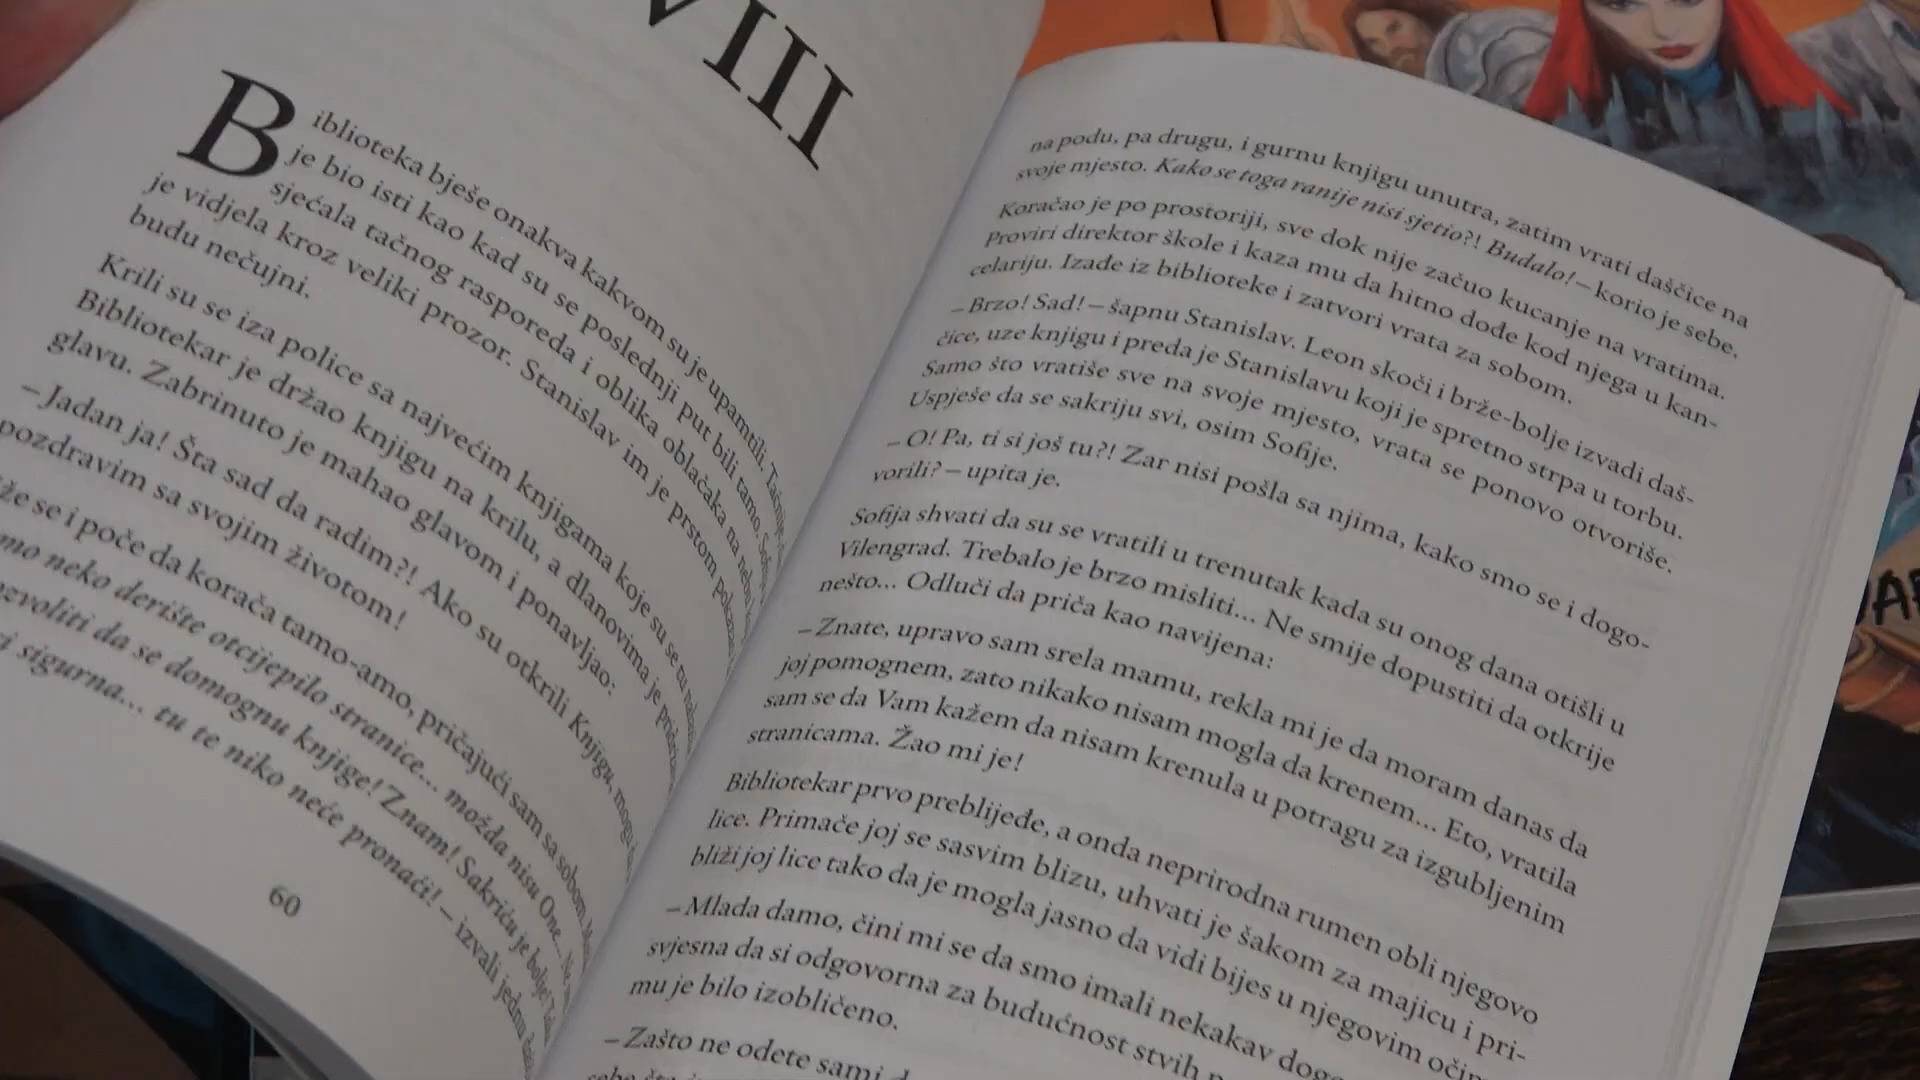 VIII
Biblioteka bješe onakva kakvom su je upamtili. Tačnije,
je bio isti kao kad su se poslednji put bili tamo. Sofija
sjećala tačnog rasporeda i oblika oblačaka na nebu
je vidjela kroz veliki prozor. Stanislav im je prstom pokazao
budu nečujni.
Krili su se iza police sa najvećim knjigama koje su se tu
Bibliotekar je držao knjigu na krilu, a dlanovima je
glavu. Zabrinuto je mahao glavom i ponavljao:
– Jadan ja! Šta sad da radim?! Ako su otkrili Knjigu, mogu
pozdravim sa svojim životom!
že se i poče da korača tamo-amo, pričajući sam sa sobom.
mo neko derište otcijepilo stranice... možda nisu One...
ozvoliti da se domognu knjige! Znam! Sakriću je bolje!
sigurna... tu te niko neće pronaći! – izvali jednu
60
na podu, pa drugu, i gurnu knjigu unutra, zatim vrati daščice na
svoje mjesto. Kako se toga ranije nisi sjetio?! Budalo! – korio je sebe.
Koračao je po prostoriji, sve dok nije začuo kucanje na vratima.
Proviri direktor škole i kaza mu da hitno dođe kod njega u kan-
celariju. Izađe iz biblioteke i zatvori vrata za sobom.
– Brzo! Sad! – šapnu Stanislav. Leon skoči i brže-bolje izvadi daš-
čice, uze knjigu i preda je Stanislavu koji je spretno strpa u torbu.
Samo što vratiše sve na svoje mjesto, vrata se ponovo otvoriše.
Uspješe da se sakriju svi, osim Sofije.
– O! Pa, ti si još tu?! Zar nisi pošla sa njima, kako smo se i dogo-
vorili? – upita je.
Sofija shvati da su se vratili u trenutak kada su onog dana otišli u
Vilengrad. Trebalo je brzo misliti... Ne smije dopustiti da otkrije
nešto... Odluči da priča kao navijena:
– Znate, upravo sam srela mamu, rekla mi je da moram danas da
joj pomognem, zato nikako nisam mogla da krenem... Eto, vratila
sam se da Vam kažem da nisam krenula u potragu za izgubljenim
stranicama. Žao mi je!
Bibliotekar prvo preblijeđe, a onda neprirodna rumen obli njegovo
lice. Primače joj se sasvim blizu, uhvati je šakom za majicu i pri-
bliži joj lice tako da je mogla jasno da vidi bijes u njegovim očim
– Mlada damo, čini mi se da smo imali nekakav dogo
svjesna da si odgovorna za budućnost stvih
mu je bilo izobličeno.
– Zašto ne odete sami